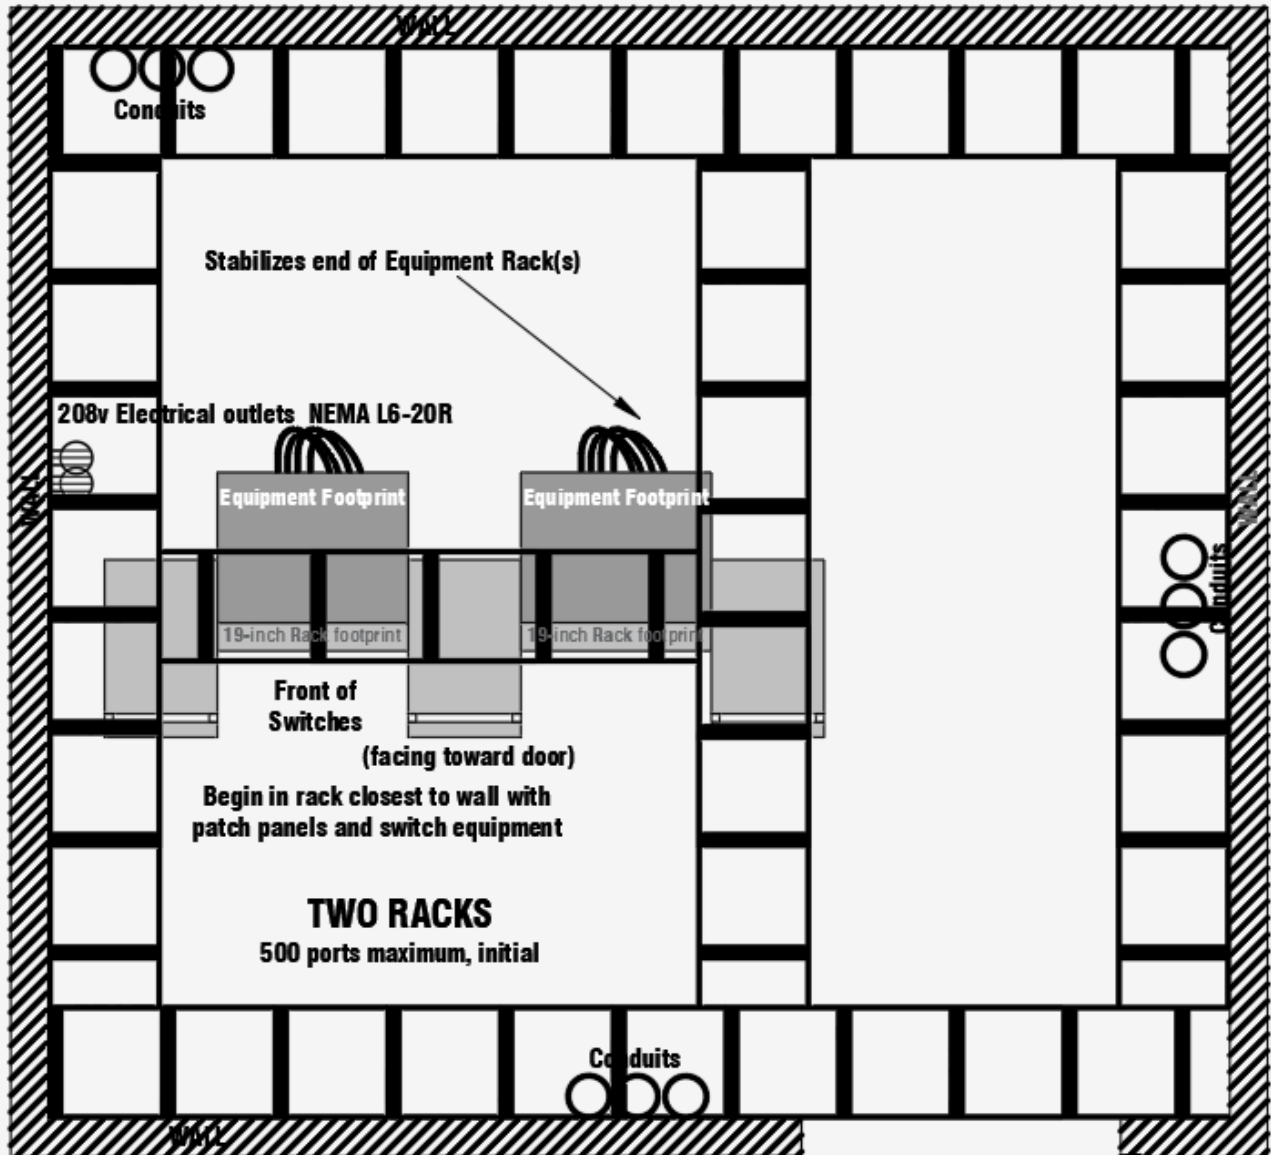 WALL
Conduits
Stabilizes end of Equipment Rack(s)
208v Electrical outlets NEMA L6-20R
WALL
Equipment Footprint
Equipment Footprint
WALL
Conduits
19-inch Rack footprint
19-inch Rack footprint
Front of
Switches
(facing toward door)
Begin in rack closest to wall with
patch panels and switch equipment
TWO RACKS
500 ports maximum, initial
Conduits
WALL